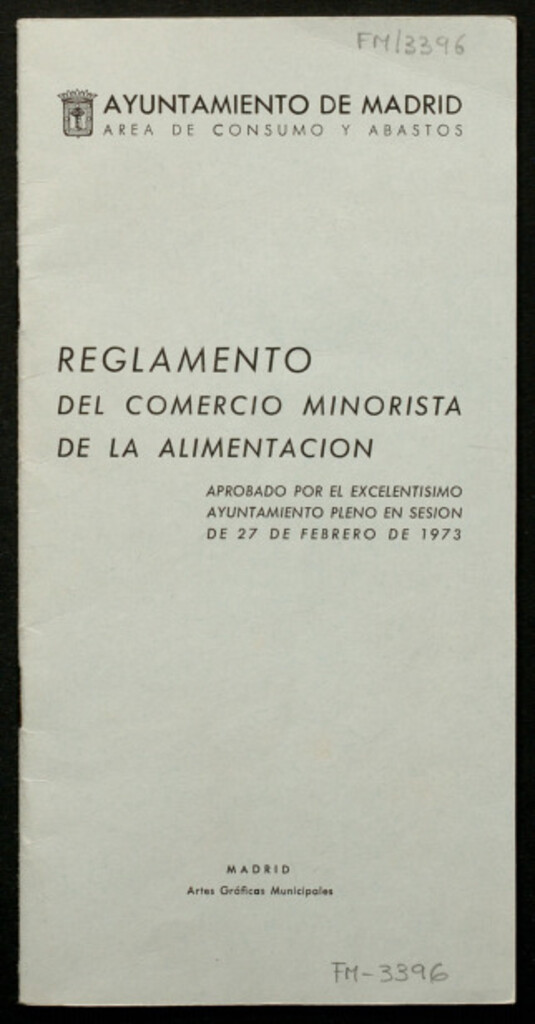 FM/3396
AYUNTAMIENTO DE MADRID
AREA DE CONSUMO Y ABASTOS
REGLAMENTO
DEL COMERCIO MINORISTA
DE LA ALIMENTACION
APROBADO POR EL EXCELENTISIMO
AYUNTAMIENTO PLENO EN SESION
DE 27 DE FEBRERO DE 1973
MADRID
Artes Gráficas Municipales
FM-3396